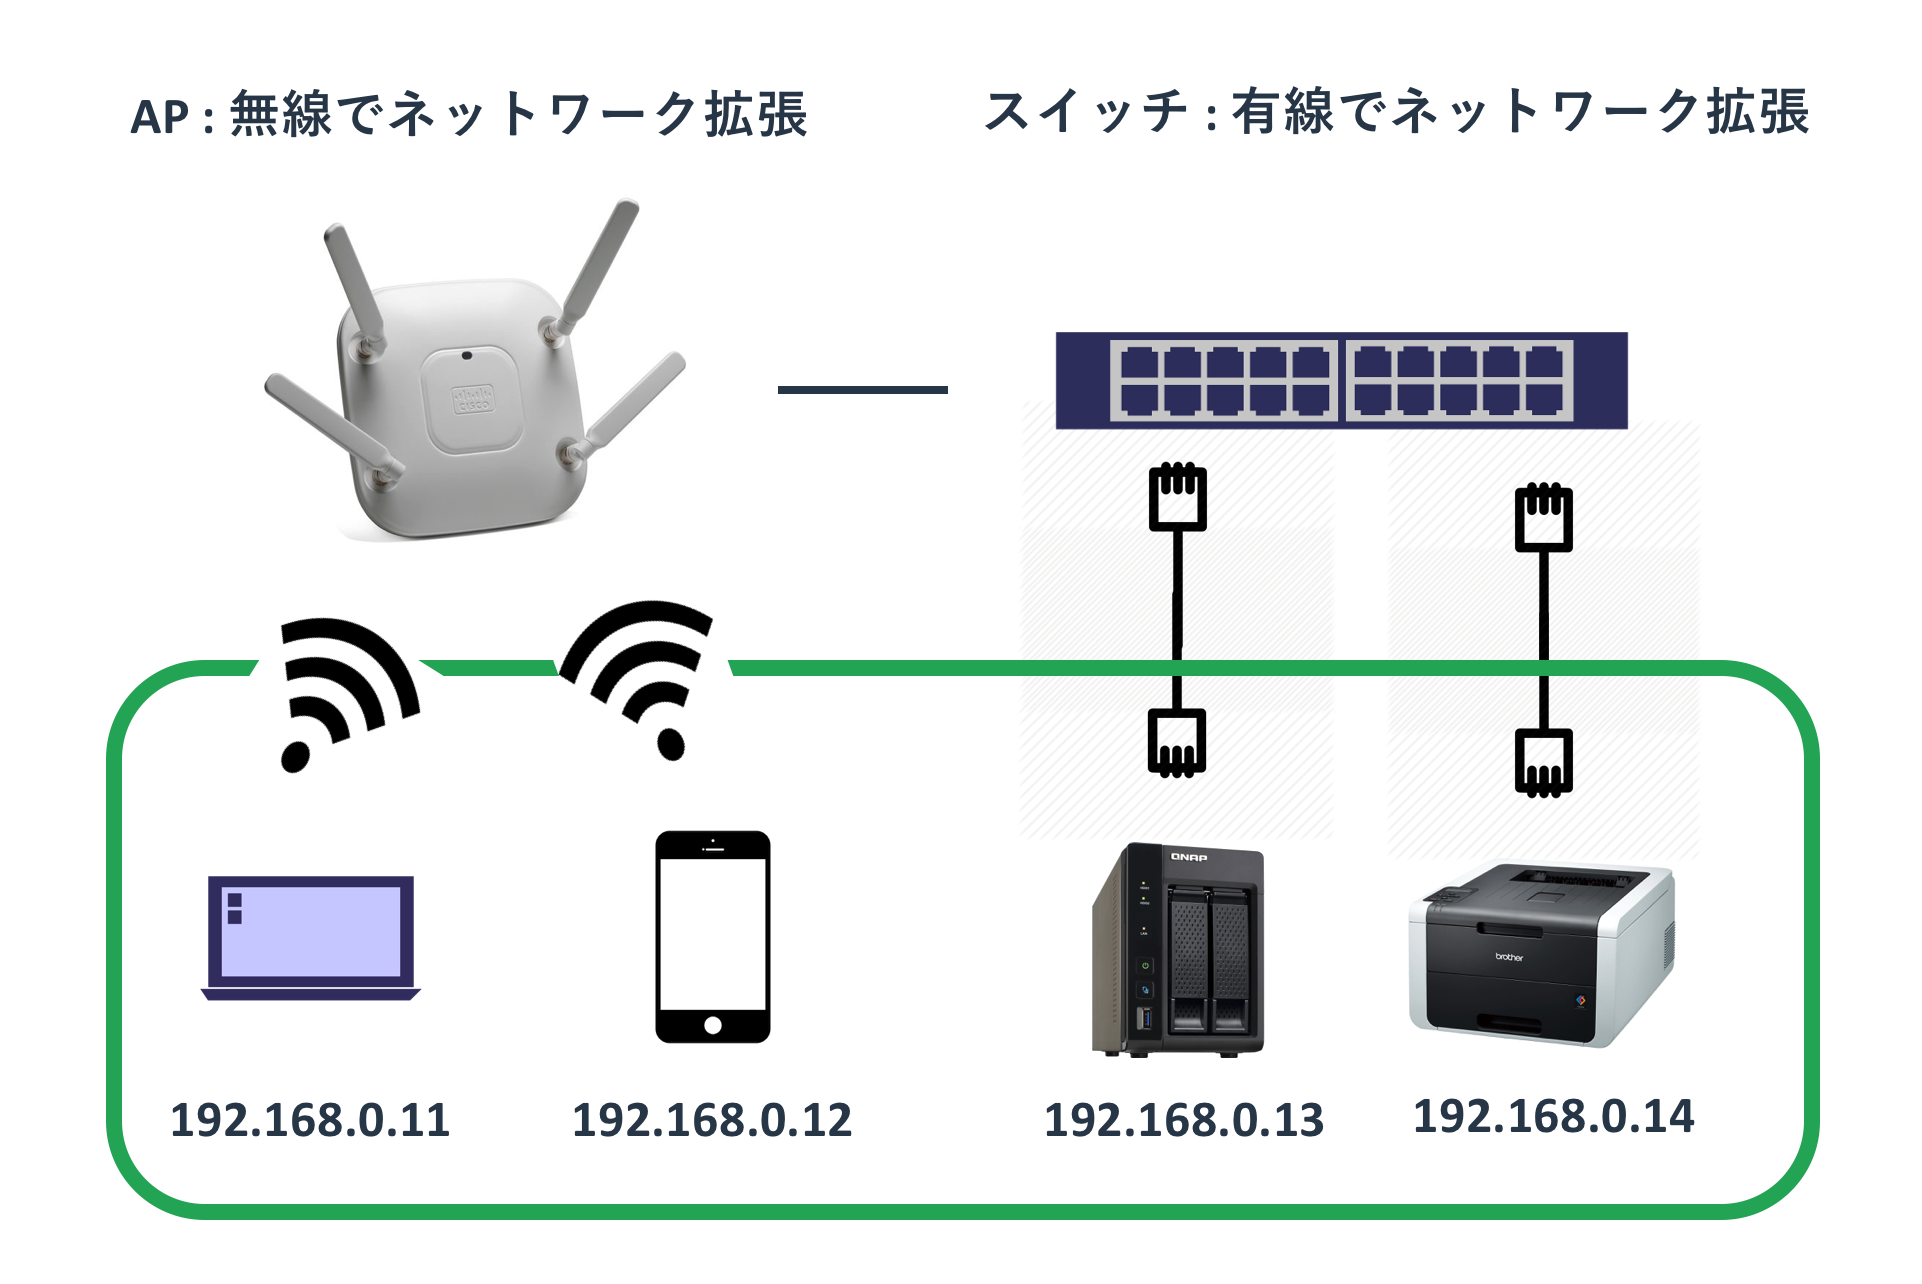 AP : 無線でネットワーク拡張
スイッチ : 有線でネットワーク拡張
CISCO
QNAP
LAN
brother
192.168.0.11
192.168.0.12
192.168.0.13
192.168.0.14